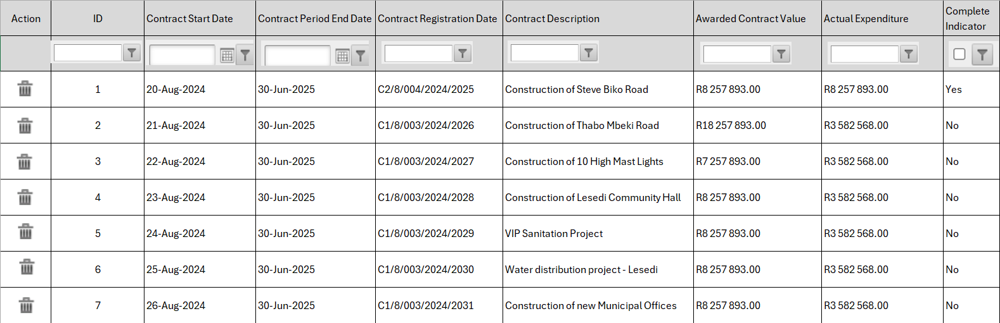 Action ID Contract Start Date Contract Period End Date Contract Registration Date Contract Description Awarded Contract Value Actual Expenditure Complete Indicator
1 20-Aug-2024 30-Jun-2025 C2/8/004/2024/2025 Construction of Steve Biko Road R8 257 893.00 R8 257 893.00 Yes
2 21-Aug-2024 30-Jun-2025 C1/8/003/2024/2026 Construction of Thabo Mbeki Road R18 257 893.00 R3 582 568.00 No
3 22-Aug-2024 30-Jun-2025 C1/8/003/2024/2027 Construction of 10 High Mast Lights R7 257 893.00 R3 582 568.00 No
4 23-Aug-2024 30-Jun-2025 C1/8/003/2024/2028 Construction of Lesedi Community Hall R8 257 893.00 R3 582 568.00 No
5 24-Aug-2024 30-Jun-2025 C1/8/003/2024/2029 VIP Sanitation Project R8 257 893.00 R3 582 568.00 No
6 25-Aug-2024 30-Jun-2025 C1/8/003/2024/2030 Water distribution project - Lesedi R8 257 893.00 R3 582 568.00 No
7 26-Aug-2024 30-Jun-2025 C1/8/003/2024/2031 Construction of new Municipal Offices R8 257 893.00 R3 582 568.00 No